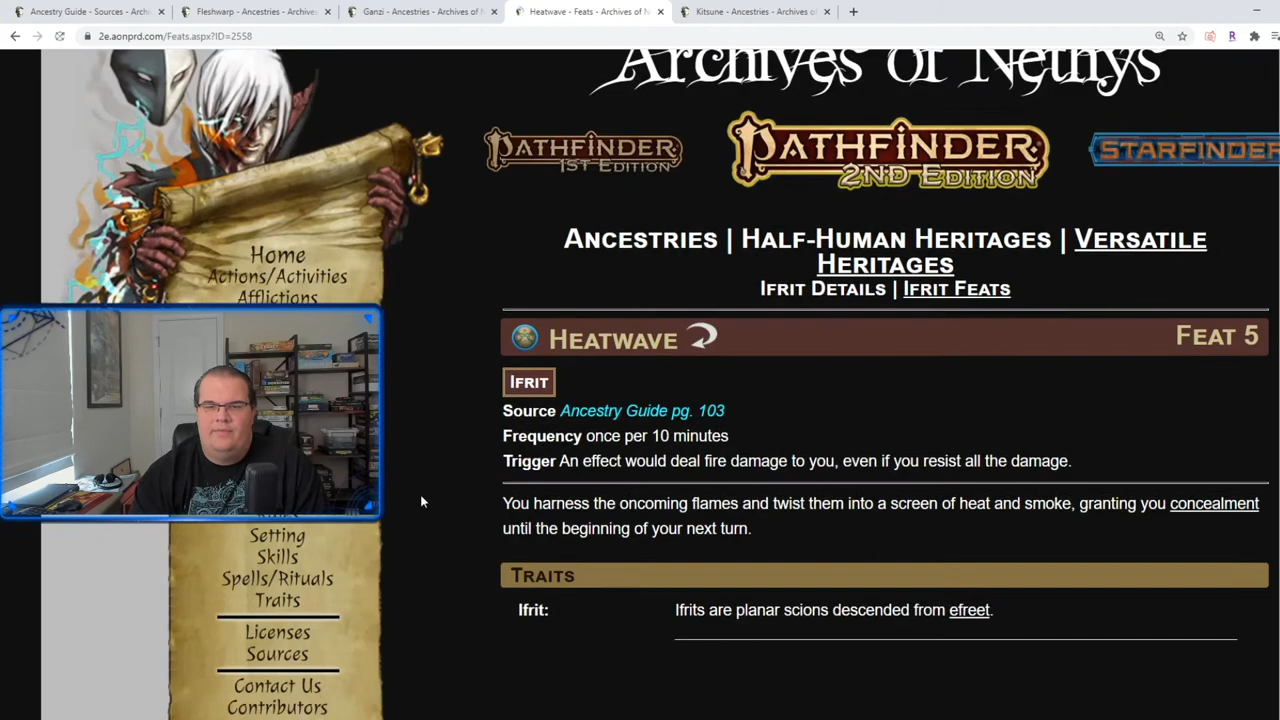 Ancestry Guide - Sources - Archi
Fleshwarp - Ancestries - Archives
Ganzi - Ancestries - Archives of N
Heatwave - Feats - Archives of N
Kitsune - Ancestries - Archives of
2e.aonprd.com/Feats.aspx?ID=2558
Archives of Nethys
PATHFINDER
1ST EDITION
PATHFINDER
2ND EDITION
STARFINDER
ANCESTRIES | HALF-HUMAN HERITAGES | VERSATILE
HERITAGES
IFRIT DETAILS | IFRIT FEATS
Home
Actions/Activities
Afflictions
HEATWAVE
FEAT 5
IFRIT
Source Ancestry Guide pg. 103
Frequency once per 10 minutes
Trigger An effect would deal fire damage to you, even if you resist all the damage.
You harness the oncoming flames and twist them into a screen of heat and smoke, granting you concealment
until the beginning of your next turn.
TRAITS
Ifrit: Ifrits are planar scions descended from efreet.
Setting
Skills
Spells/Rituals
Traits
Licenses
Sources
Contact Us
Contributors